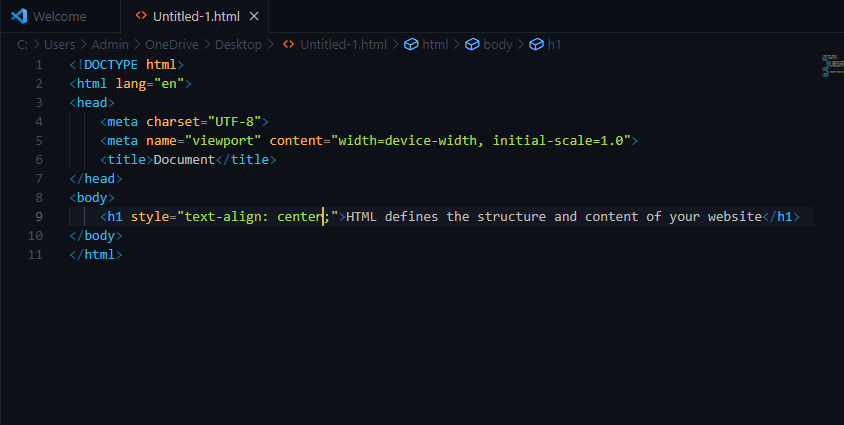 Welcome
Untitled-1.html
C: > Users > Admin > OneDrive > Desktop > Untitled-1.html > html > body > h1
1 <!DOCTYPE html>
2 <html lang="en">
3 <head>
4     <meta charset="UTF-8">
5     <meta name="viewport" content="width=device-width, initial-scale=1.0">
6     <title>Document</title>
7 </head>
8 <body>
9     <h1 style="text-align: center;">HTML defines the structure and content of your website</h1>
10 </body>
11 </html>